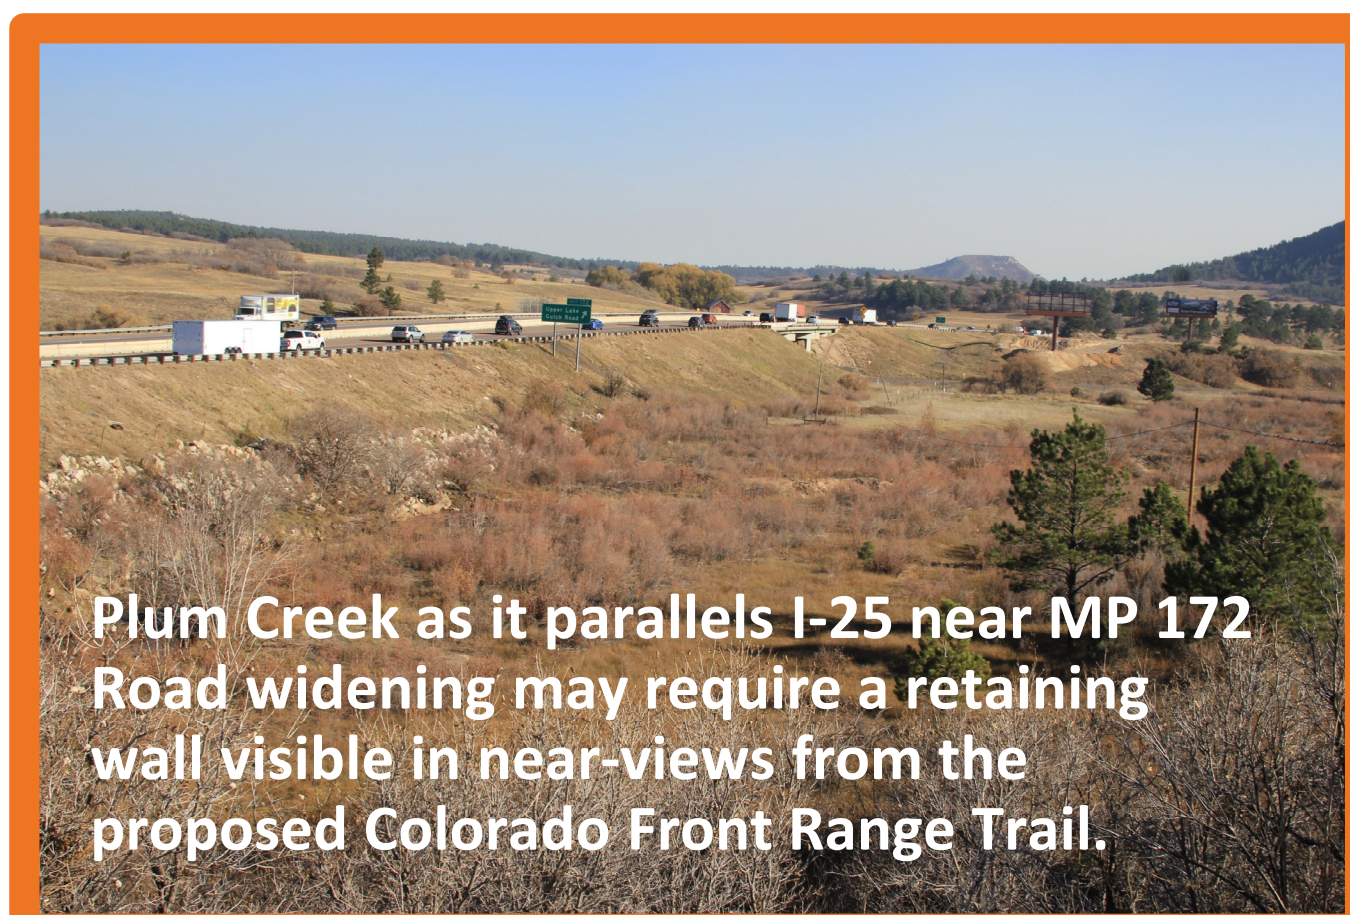 Upper Lake
Gulch Road
Plum Creek as it parallels I-25 near MP 172
Road widening may require a retaining
wall visible in near-views from the
proposed Colorado Front Range Trail.